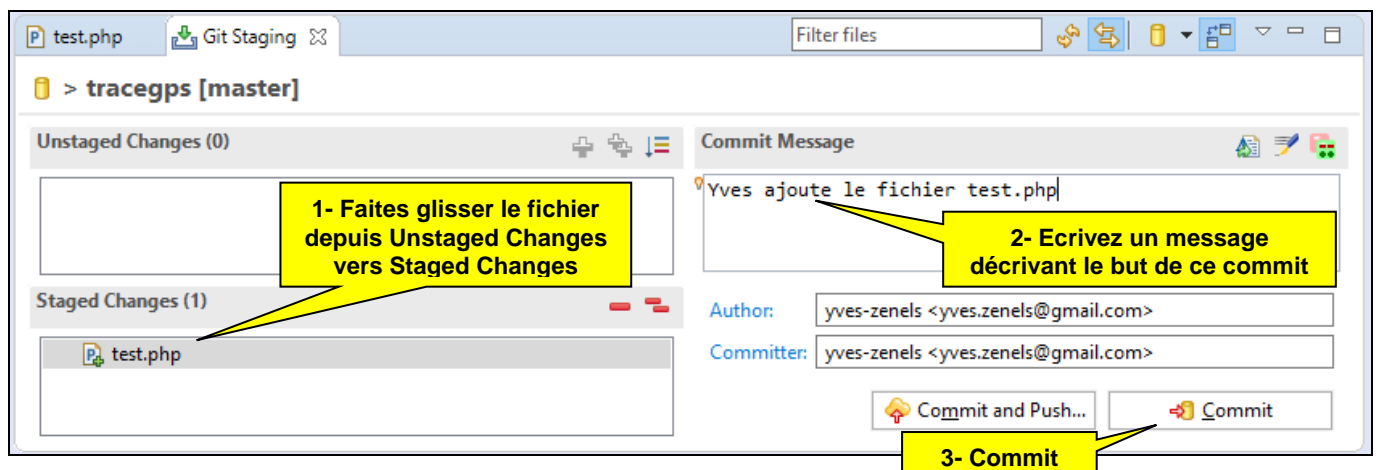 test.php
Git Staging
Filter files
> tracegps [master]
Unstaged Changes (0)
1- Faites glisser le fichier
depuis Unstaged Changes
vers Staged Changes
Staged Changes (1)
test.php
Commit Message
Yves ajoute le fichier test.php
2- Ecrivez un message
décrivant le but de ce commit
Author: yves-zenels <yves.zenels@gmail.com>
Committer: yves-zenels <yves.zenels@gmail.com>
Commit and Push... Commit
3- Commit